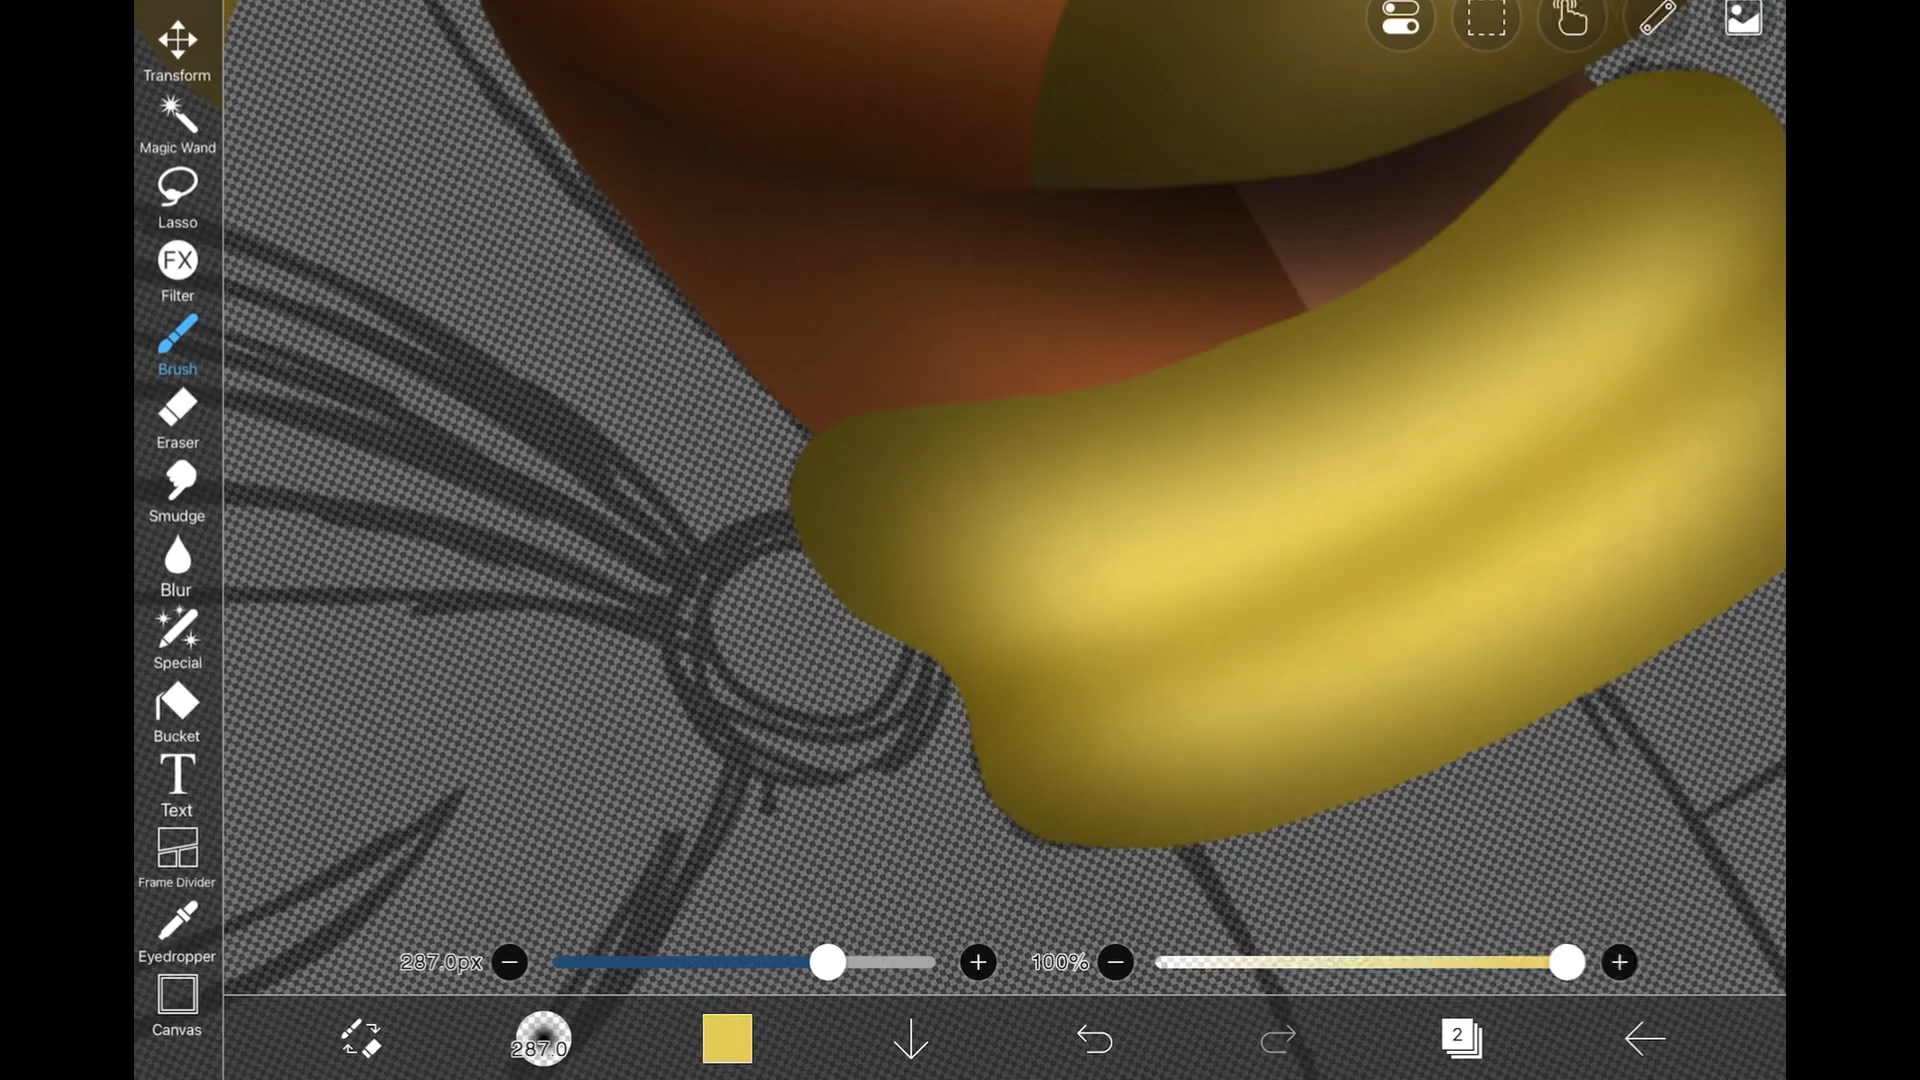 Transform
Magic Wand
Lasso
FX
Filter
Brush
Eraser
Smudge
Blur
Special
Bucket
T
Text
Frame Divider
Eyedropper
Canvas
287.0px
100%
287.0
2